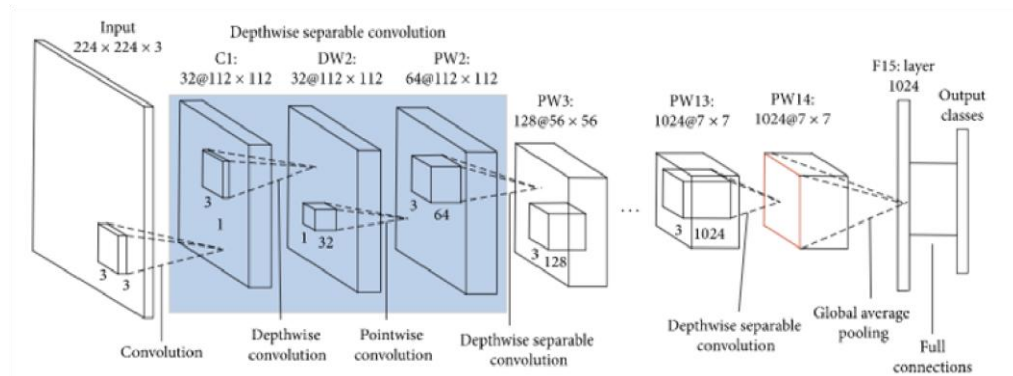 Input
224 × 224 × 3
Depthwise separable convolution
C1:
32@112 × 112
DW2:
32@112 × 112
PW2:
64@112 × 112
PW3:
128@56 × 56
PW13:
1024@7 × 7
PW14:
1024@7 × 7
F15: layer
1024
Output
classes
3
3
3
1
1
32
3
64
3
128
...
3
1024
Convolution
Depthwise
convolution
Pointwise
convolution
Depthwise separable
convolution
Depthwise separable
convolution
Global average
pooling
Full
connections